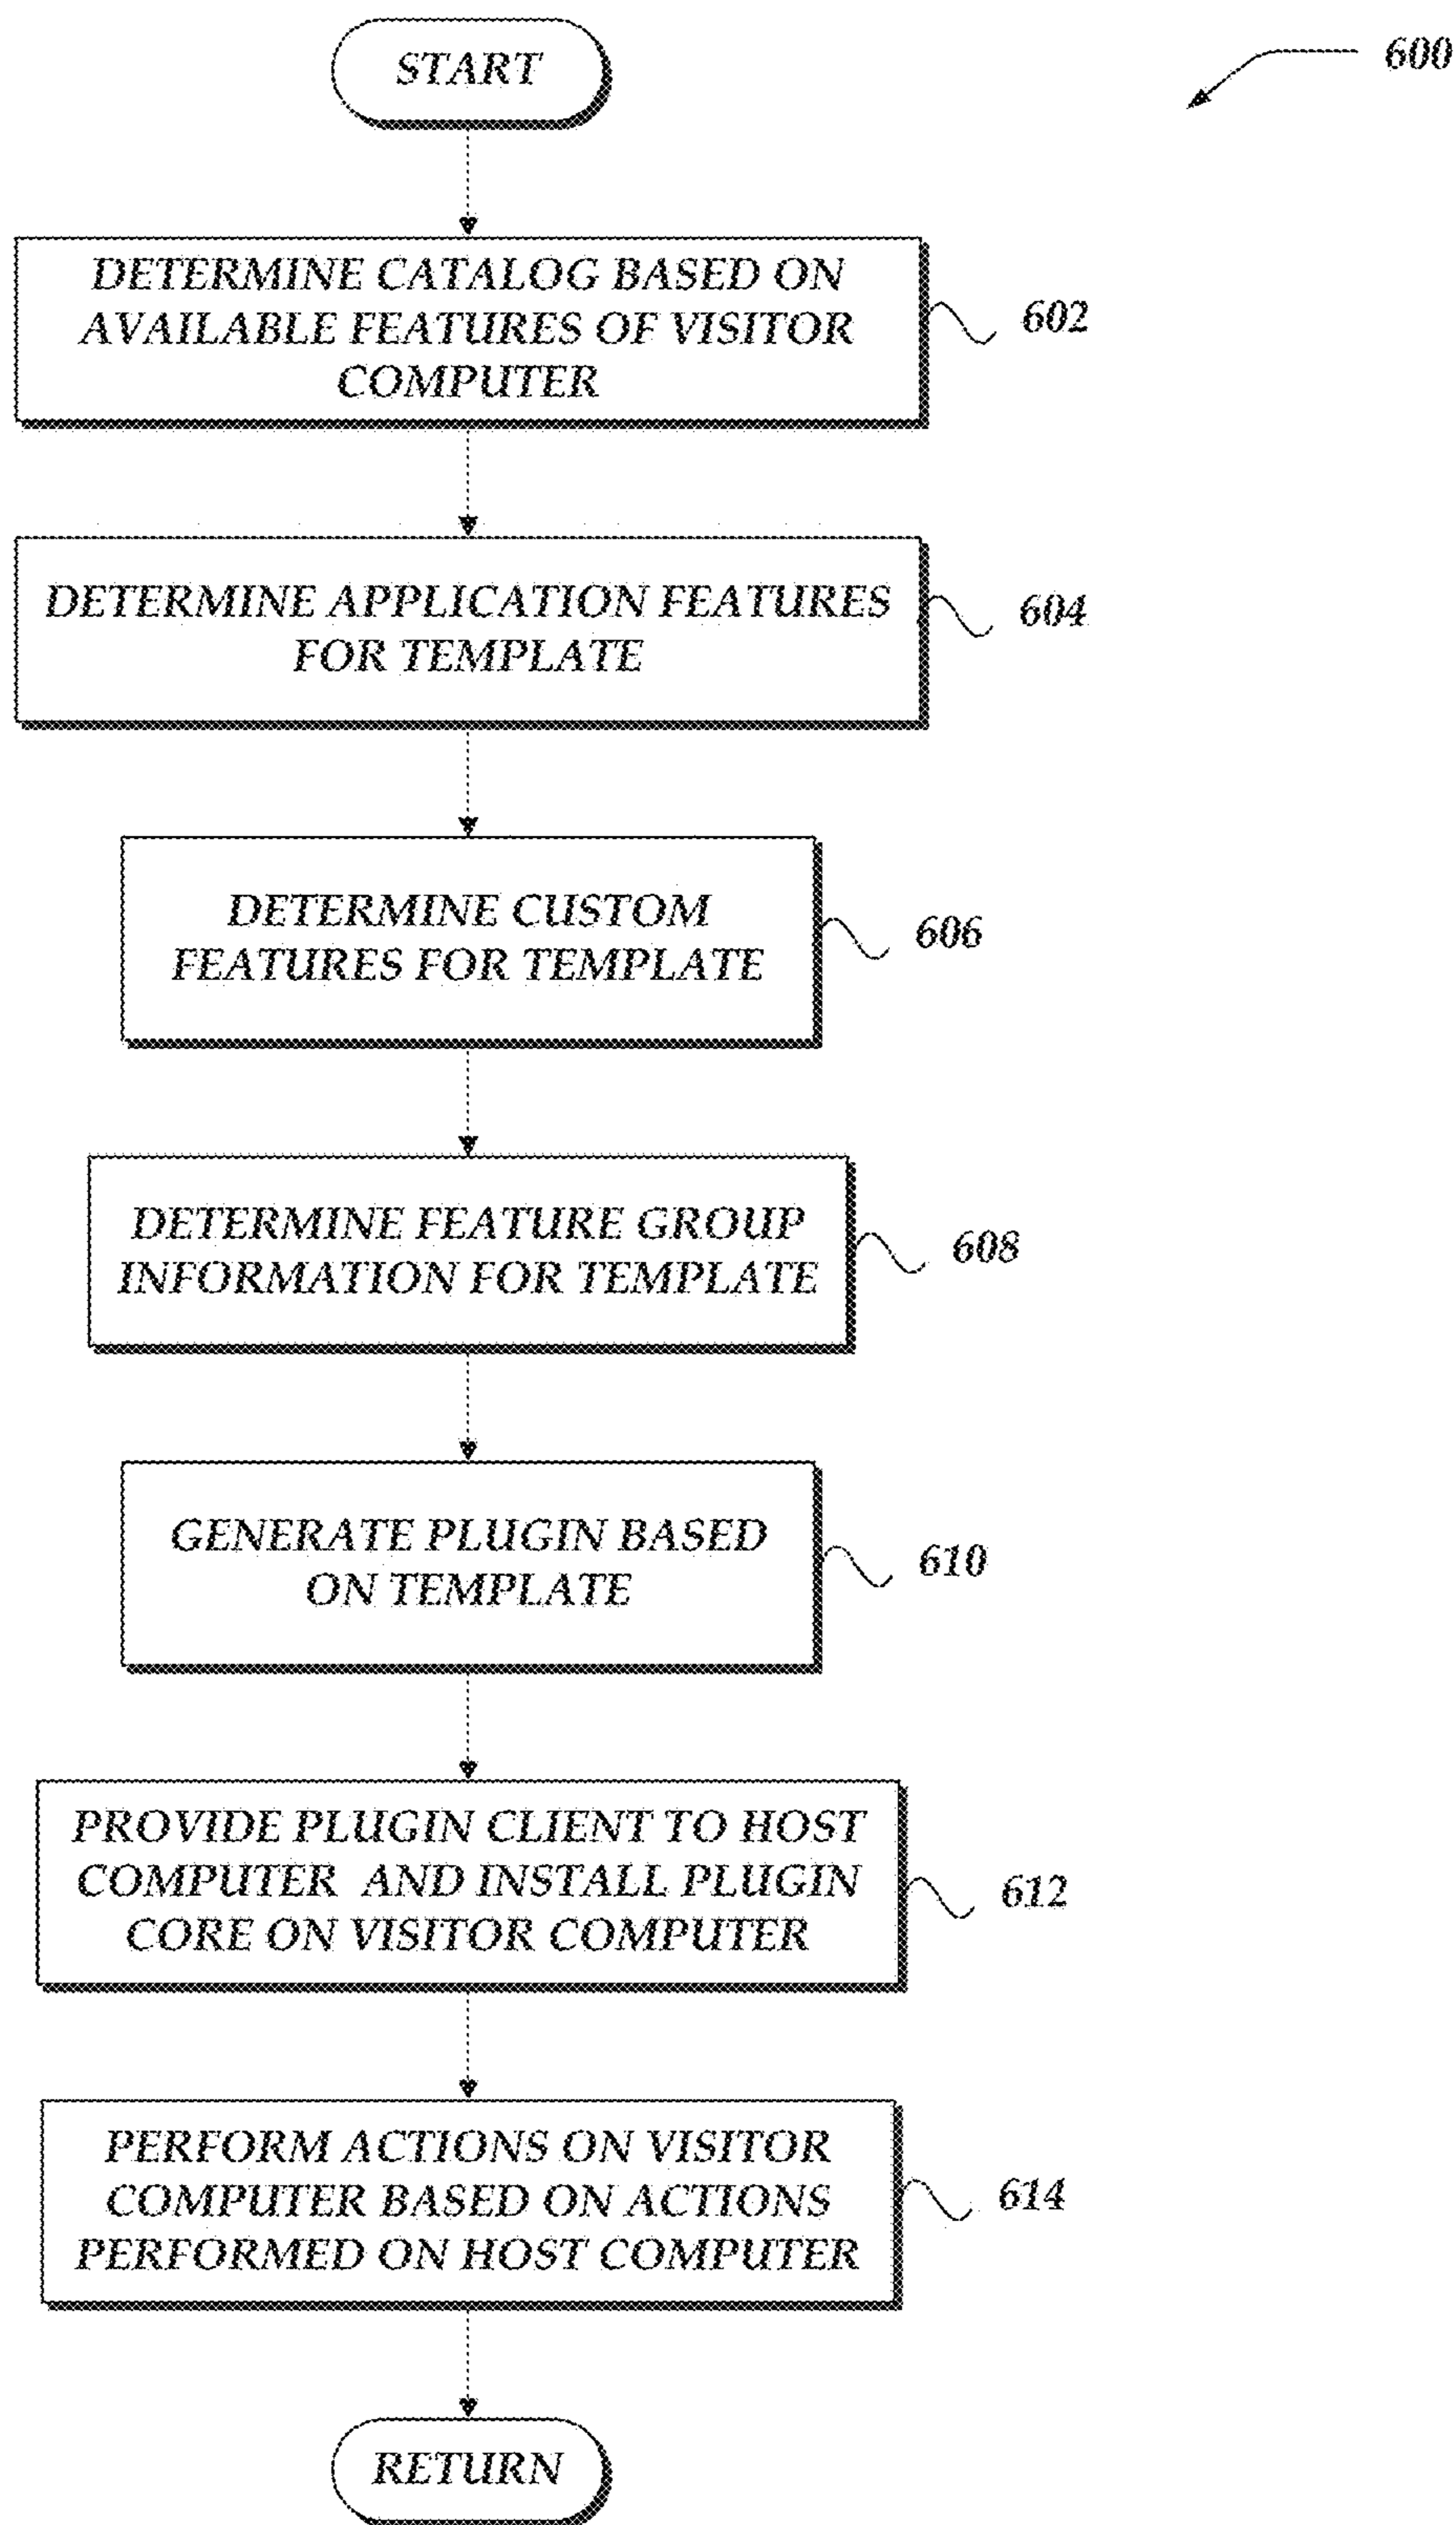 START
600
DETERMINE CATALOG BASED ON
AVAILABLE FEATURES OF VISITOR
COMPUTER
602
DETERMINE APPLICATION FEATURES
FOR TEMPLATE
604
DETERMINE CUSTOM
FEATURES FOR TEMPLATE
606
DETERMINE FEATURE GROUP
INFORMATION FOR TEMPLATE
608
GENERATE PLUGIN BASED
ON TEMPLATE
610
PROVIDE PLUGIN CLIENT TO HOST
COMPUTER AND INSTALL PLUGIN
CORE ON VISITOR COMPUTER
612
PERFORM ACTIONS ON VISITOR
COMPUTER BASED ON ACTIONS
PERFORMED ON HOST COMPUTER
614
RETURN